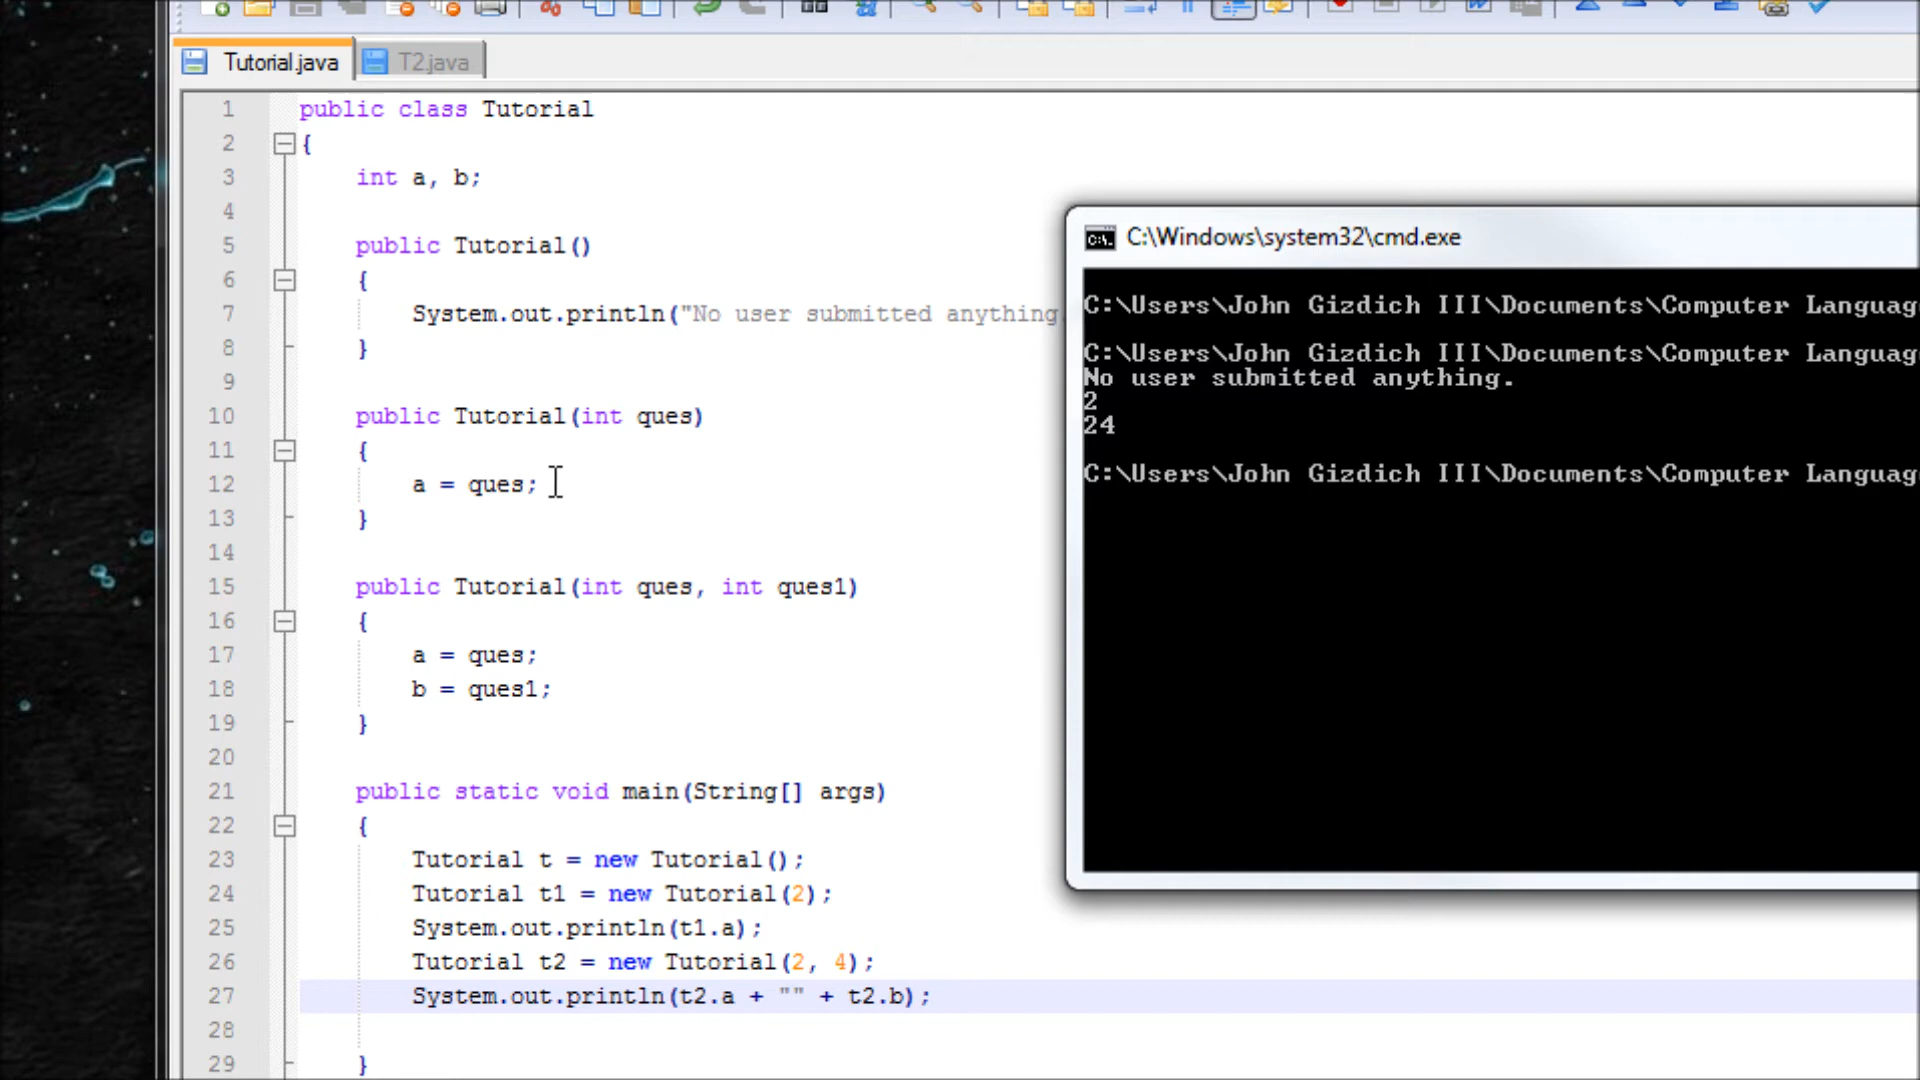 Tutorial.java
T2.java
1 public class Tutorial
2 {
3 int a, b;
4
5 public Tutorial()
6 {
7 System.out.println("No user submitted anything
8 }
9
10 public Tutorial(int ques)
11 {
12 a = ques;
13 }
14
15 public Tutorial(int ques, int ques1)
16 {
17 a = ques;
18 b = ques1;
19 }
20
21 public static void main(String[] args)
22 {
23 Tutorial t = new Tutorial();
24 Tutorial t1 = new Tutorial(2);
25 System.out.println(t1.a);
26 Tutorial t2 = new Tutorial(2, 4);
27 System.out.println(t2.a + "" + t2.b);
28
29 }
C:\Windows\system32\cmd.exe
C:\Users\John Gizdich III\Documents\Computer Languag
C:\Users\John Gizdich III\Documents\Computer Languag
No user submitted anything.
2
24
C:\Users\John Gizdich III\Documents\Computer Languag